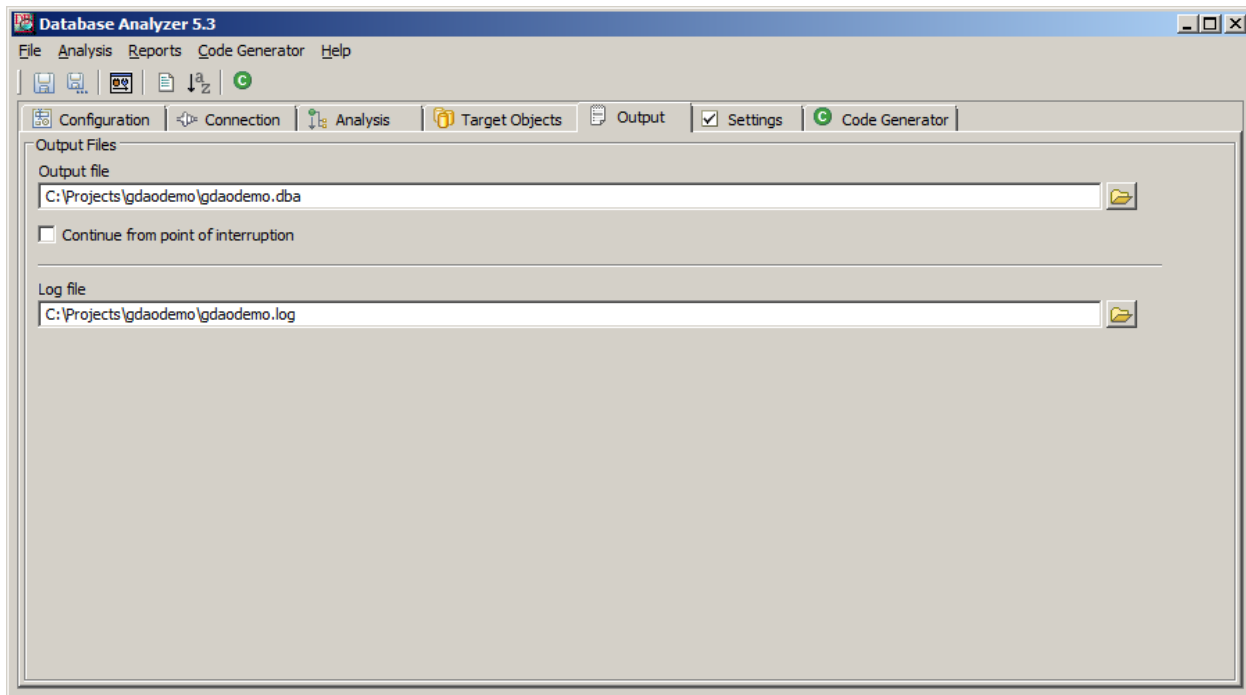 Database Analyzer 5.3
File Analysis Reports Code Generator Help
Configuration Connection Analysis Target Objects Output Settings Code Generator
Output Files
Output file
C:\Projects\gdaodemo\gdaodemo.dba
Continue from point of interruption
Log file
C:\Projects\gdaodemo\gdaodemo.log